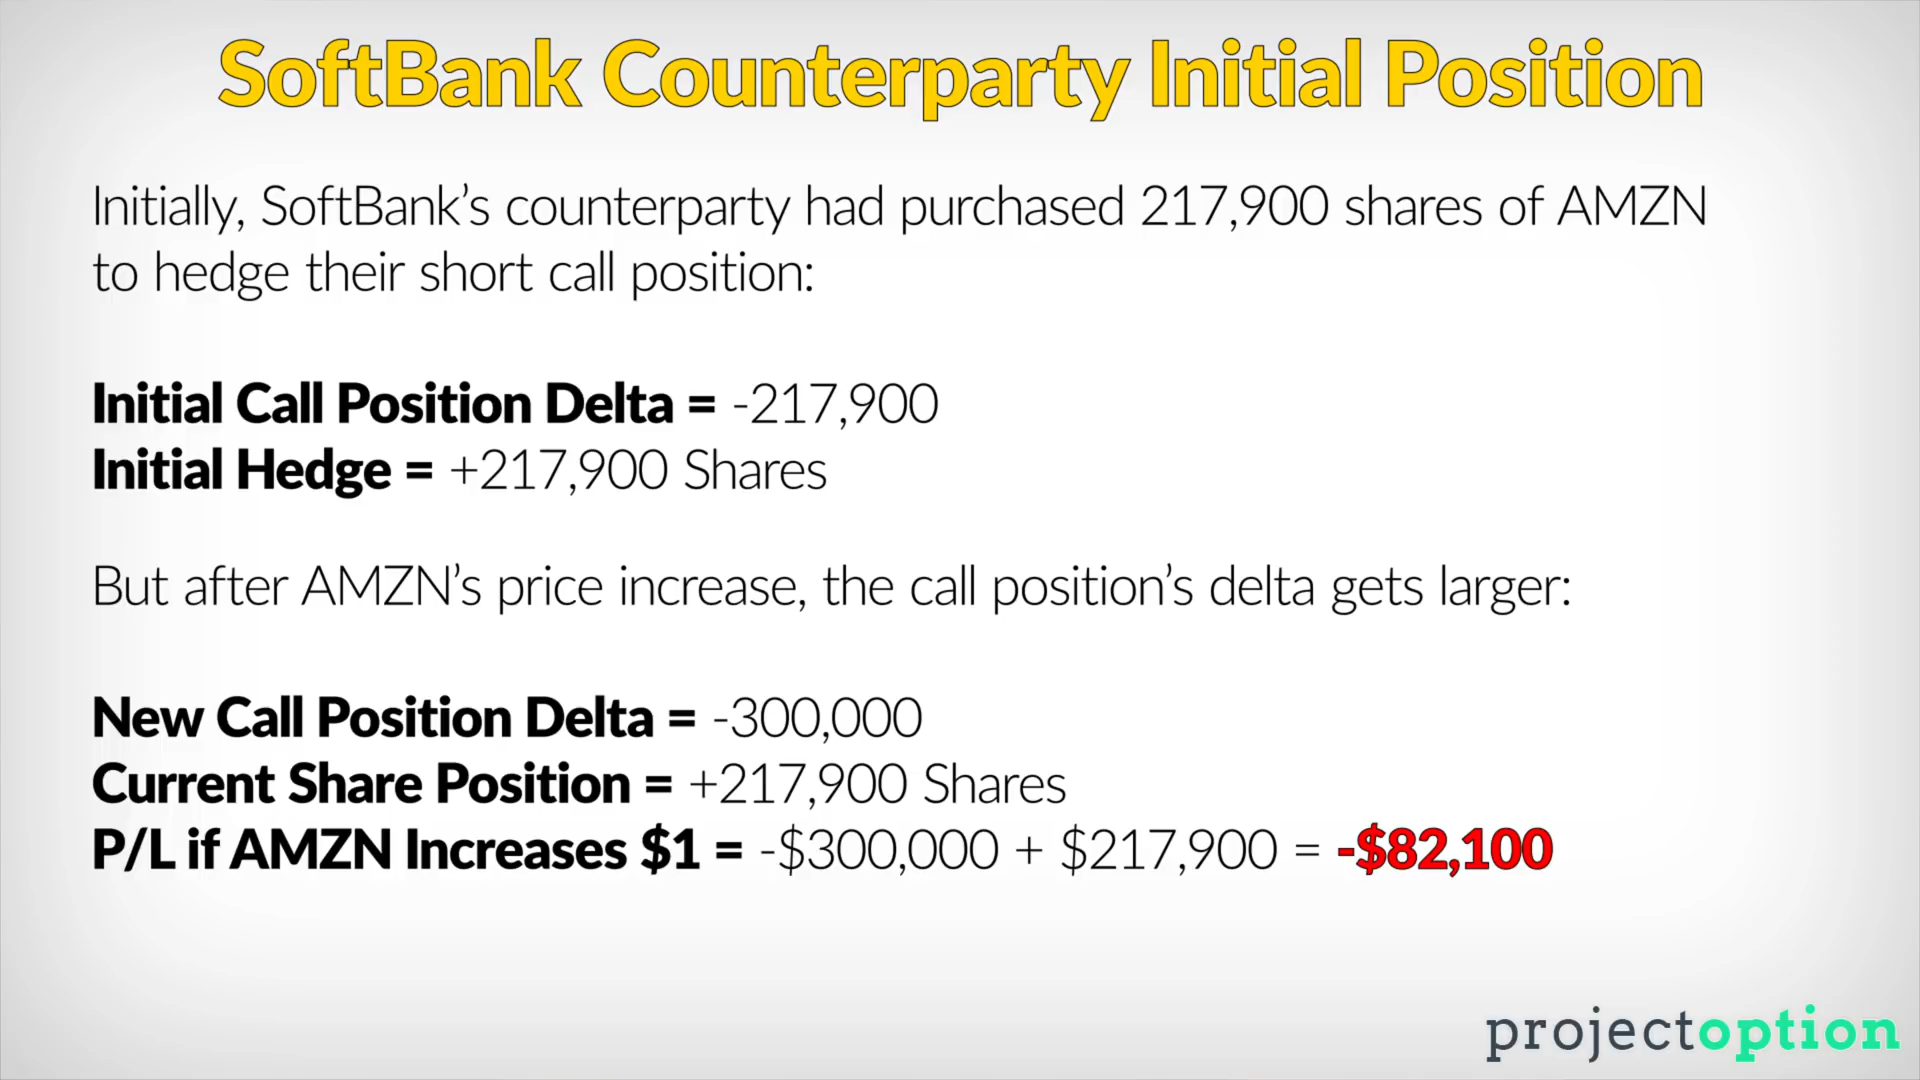 SoftBank Counterparty Initial Position
Initially, SoftBank’s counterparty had purchased 217,900 shares of AMZN
to hedge their short call position:
Initial Call Position Delta = -217,900
Initial Hedge = +217,900 Shares
But after AMZN’s price increase, the call position’s delta gets larger:
New Call Position Delta = -300,000
Current Share Position = +217,900 Shares
P/L if AMZN Increases $1 = -$300,000 + $217,900 = -$82,100
projectoption